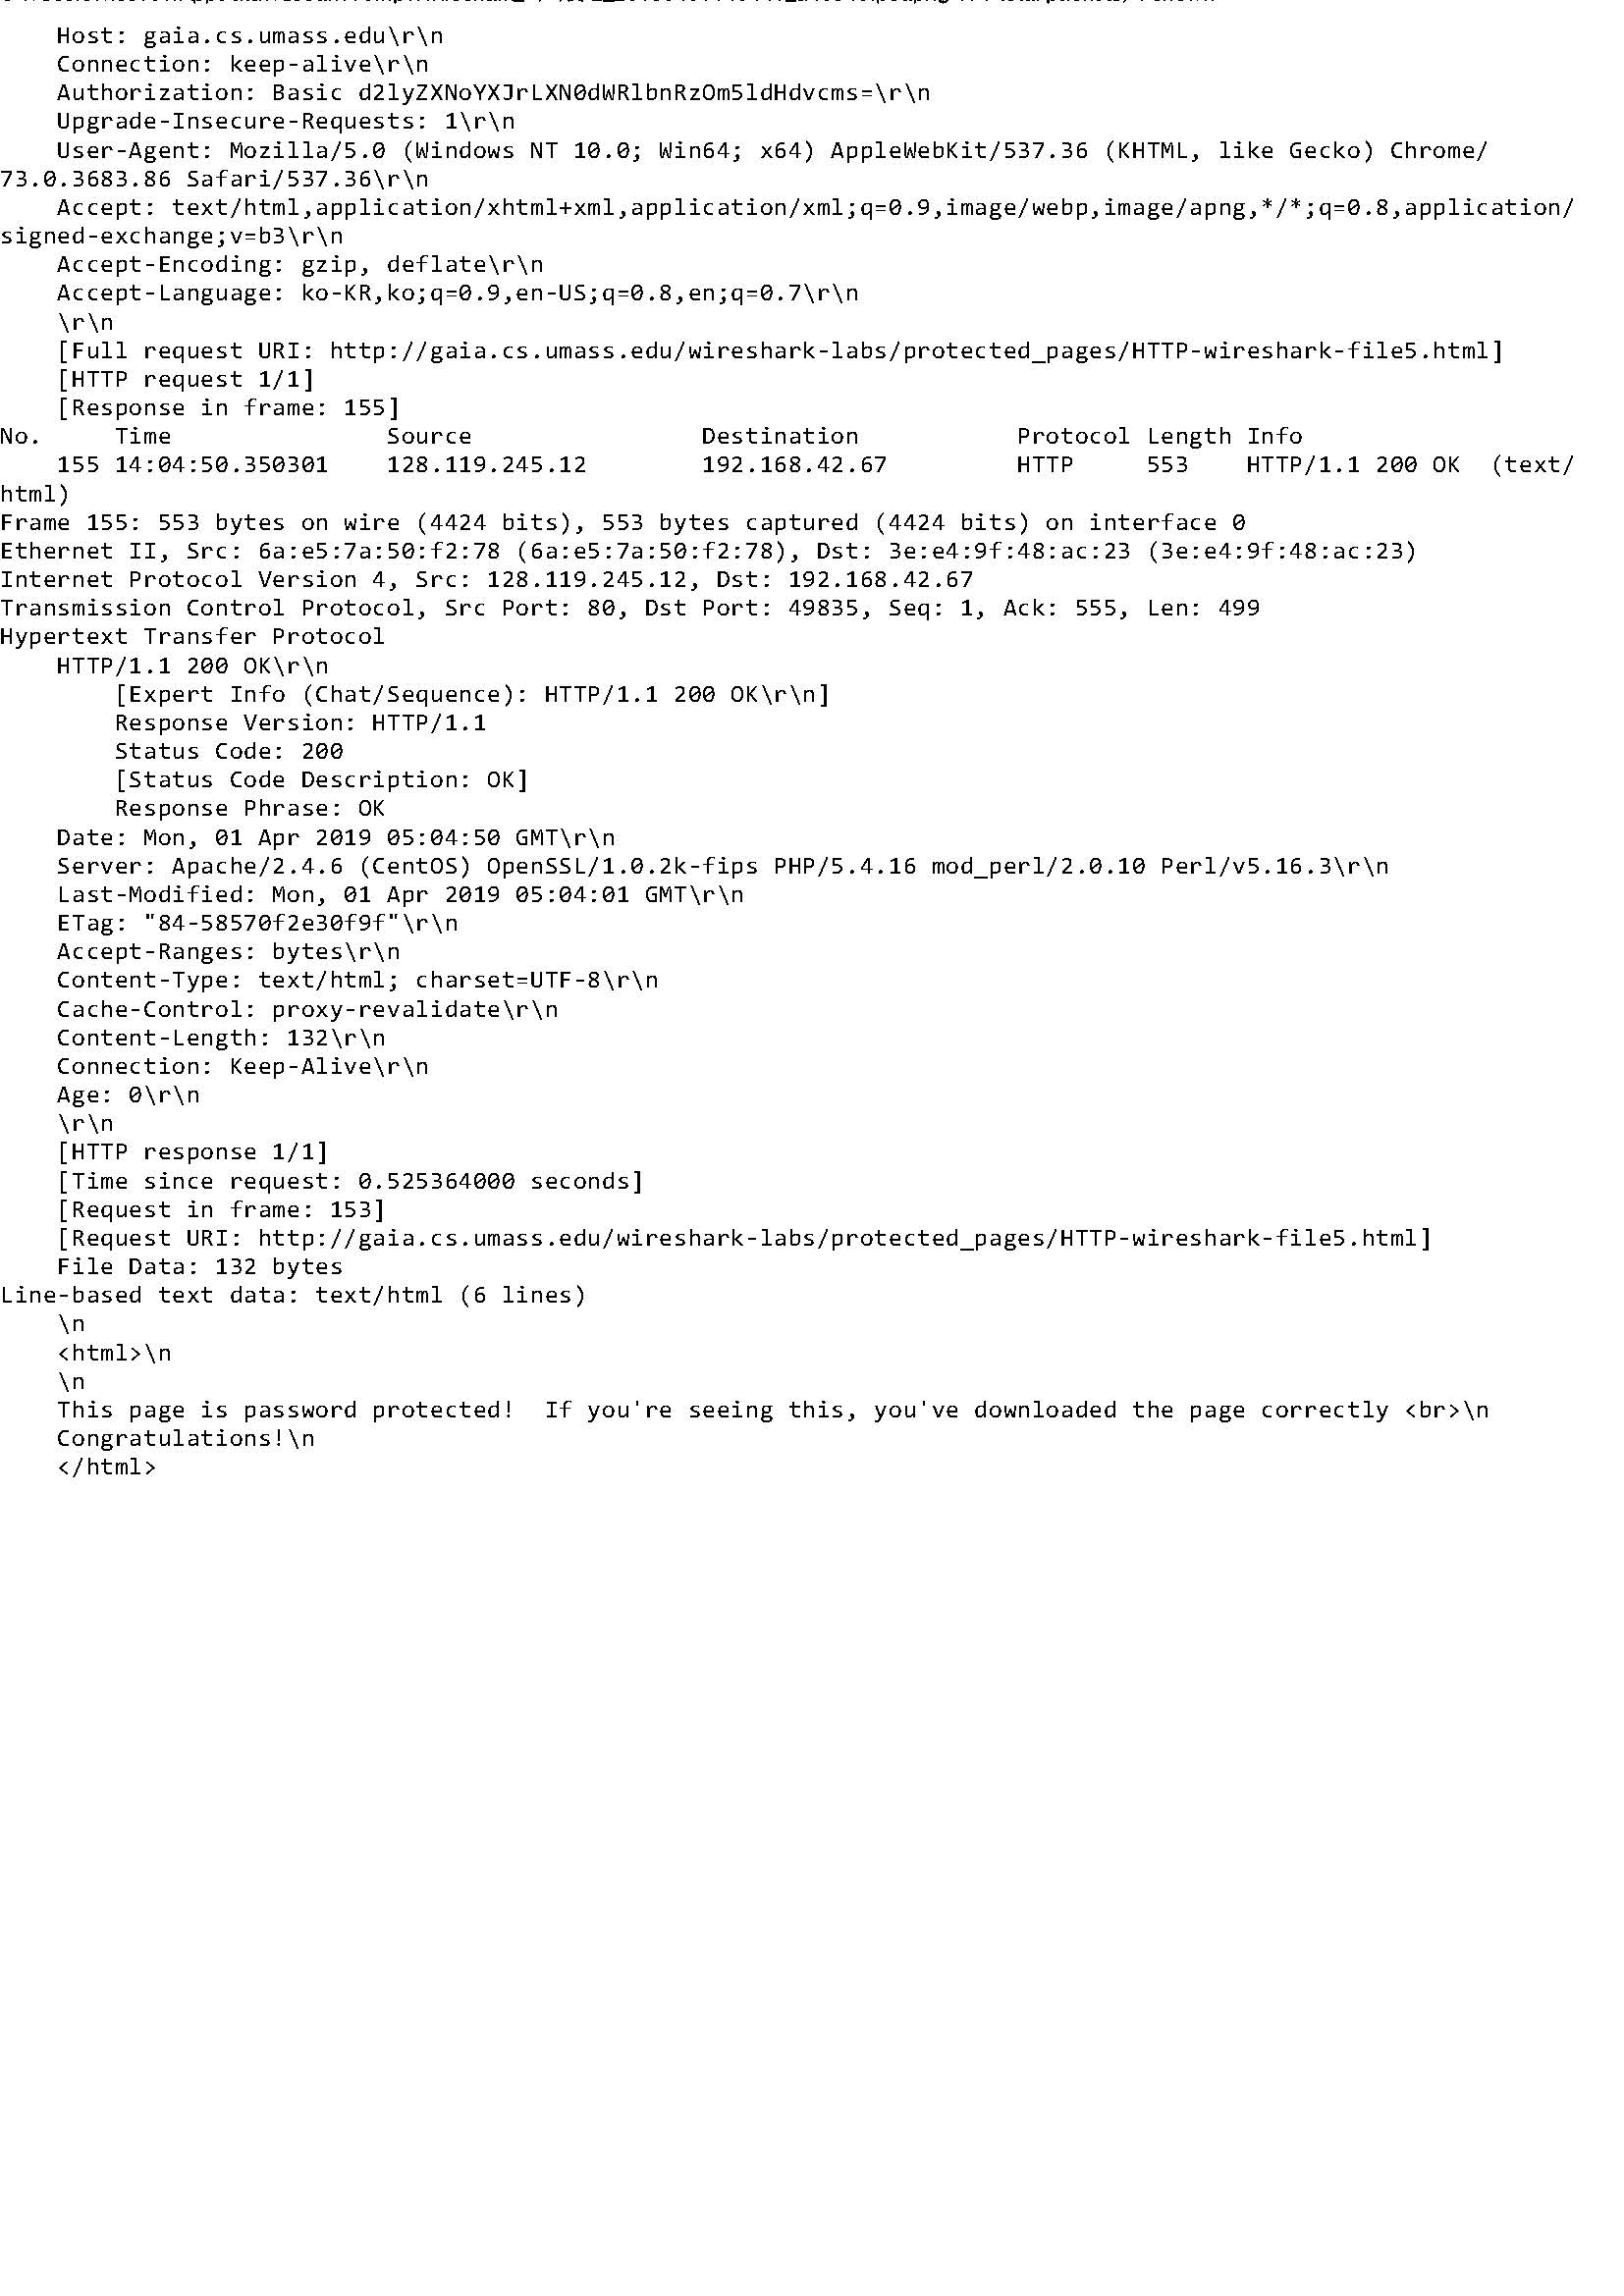 Host: gaia.cs.umass.edu\r\n
Connection: keep-alive\r\n
Authorization: Basic d2lyZXNoYXJrLXN0dWRlbnRzOm5ldHdvcms=\r\n
Upgrade-Insecure-Requests: 1\r\n
User-Agent: Mozilla/5.0 (Windows NT 10.0; Win64; x64) AppleWebKit/537.36 (KHTML, like Gecko) Chrome/
73.0.3683.86 Safari/537.36\r\n
Accept: text/html,application/xhtml+xml,application/xml;q=0.9,image/webp,image/apng,*/*;q=0.8,application/
signed-exchange;v=b3\r\n
Accept-Encoding: gzip, deflate\r\n
Accept-Language: ko-KR,ko;q=0.9,en-US;q=0.8,en;q=0.7\r\n
\r\n
[Full request URI: http://gaia.cs.umass.edu/wireshark-labs/protected_pages/HTTP-wireshark-file5.html]
[HTTP request 1/1]
[Response in frame: 155]
No. Time Source Destination Protocol Length Info
155 14:04:50.350301 128.119.245.12 192.168.42.67 HTTP 553 HTTP/1.1 200 OK (text/
html)
Frame 155: 553 bytes on wire (4424 bits), 553 bytes captured (4424 bits) on interface 0
Ethernet II, Src: 6a:e5:7a:50:f2:78 (6a:e5:7a:50:f2:78), Dst: 3e:e4:9f:48:ac:23 (3e:e4:9f:48:ac:23)
Internet Protocol Version 4, Src: 128.119.245.12, Dst: 192.168.42.67
Transmission Control Protocol, Src Port: 80, Dst Port: 49835, Seq: 1, Ack: 555, Len: 499
Hypertext Transfer Protocol
HTTP/1.1 200 OK\r\n
[Expert Info (Chat/Sequence): HTTP/1.1 200 OK\r\n]
Response Version: HTTP/1.1
Status Code: 200
[Status Code Description: OK]
Response Phrase: OK
Date: Mon, 01 Apr 2019 05:04:50 GMT\r\n
Server: Apache/2.4.6 (CentOS) OpenSSL/1.0.2k-fips PHP/5.4.16 mod_perl/2.0.10 Perl/v5.16.3\r\n
Last-Modified: Mon, 01 Apr 2019 05:04:01 GMT\r\n
ETag: "84-58570f2e30f9f"\r\n
Accept-Ranges: bytes\r\n
Content-Type: text/html; charset=UTF-8\r\n
Cache-Control: proxy-revalidate\r\n
Content-Length: 132\r\n
Connection: Keep-Alive\r\n
Age: 0\r\n
\r\n
[HTTP response 1/1]
[Time since request: 0.525364000 seconds]
[Request in frame: 153]
[Request URI: http://gaia.cs.umass.edu/wireshark-labs/protected_pages/HTTP-wireshark-file5.html]
File Data: 132 bytes
Line-based text data: text/html (6 lines)
\n
<html>\n
\n
This page is password protected!  If you're seeing this, you've downloaded the page correctly <br>\n
Congratulations!\n
</html>